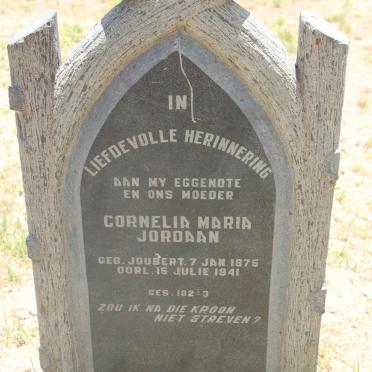 IN
LIEFDEVOLLE HERINNERING
AAN MY EGGENOTE
EN ONS MOEDER
CORNELIA MARIA
JORDAAN
GEB. JOUBERT. 7 JAN. 1875
OORL. 15 JULIE 1941
GES. 182:3
ZOU IK NA DIE KROON
NIET STREVEN?